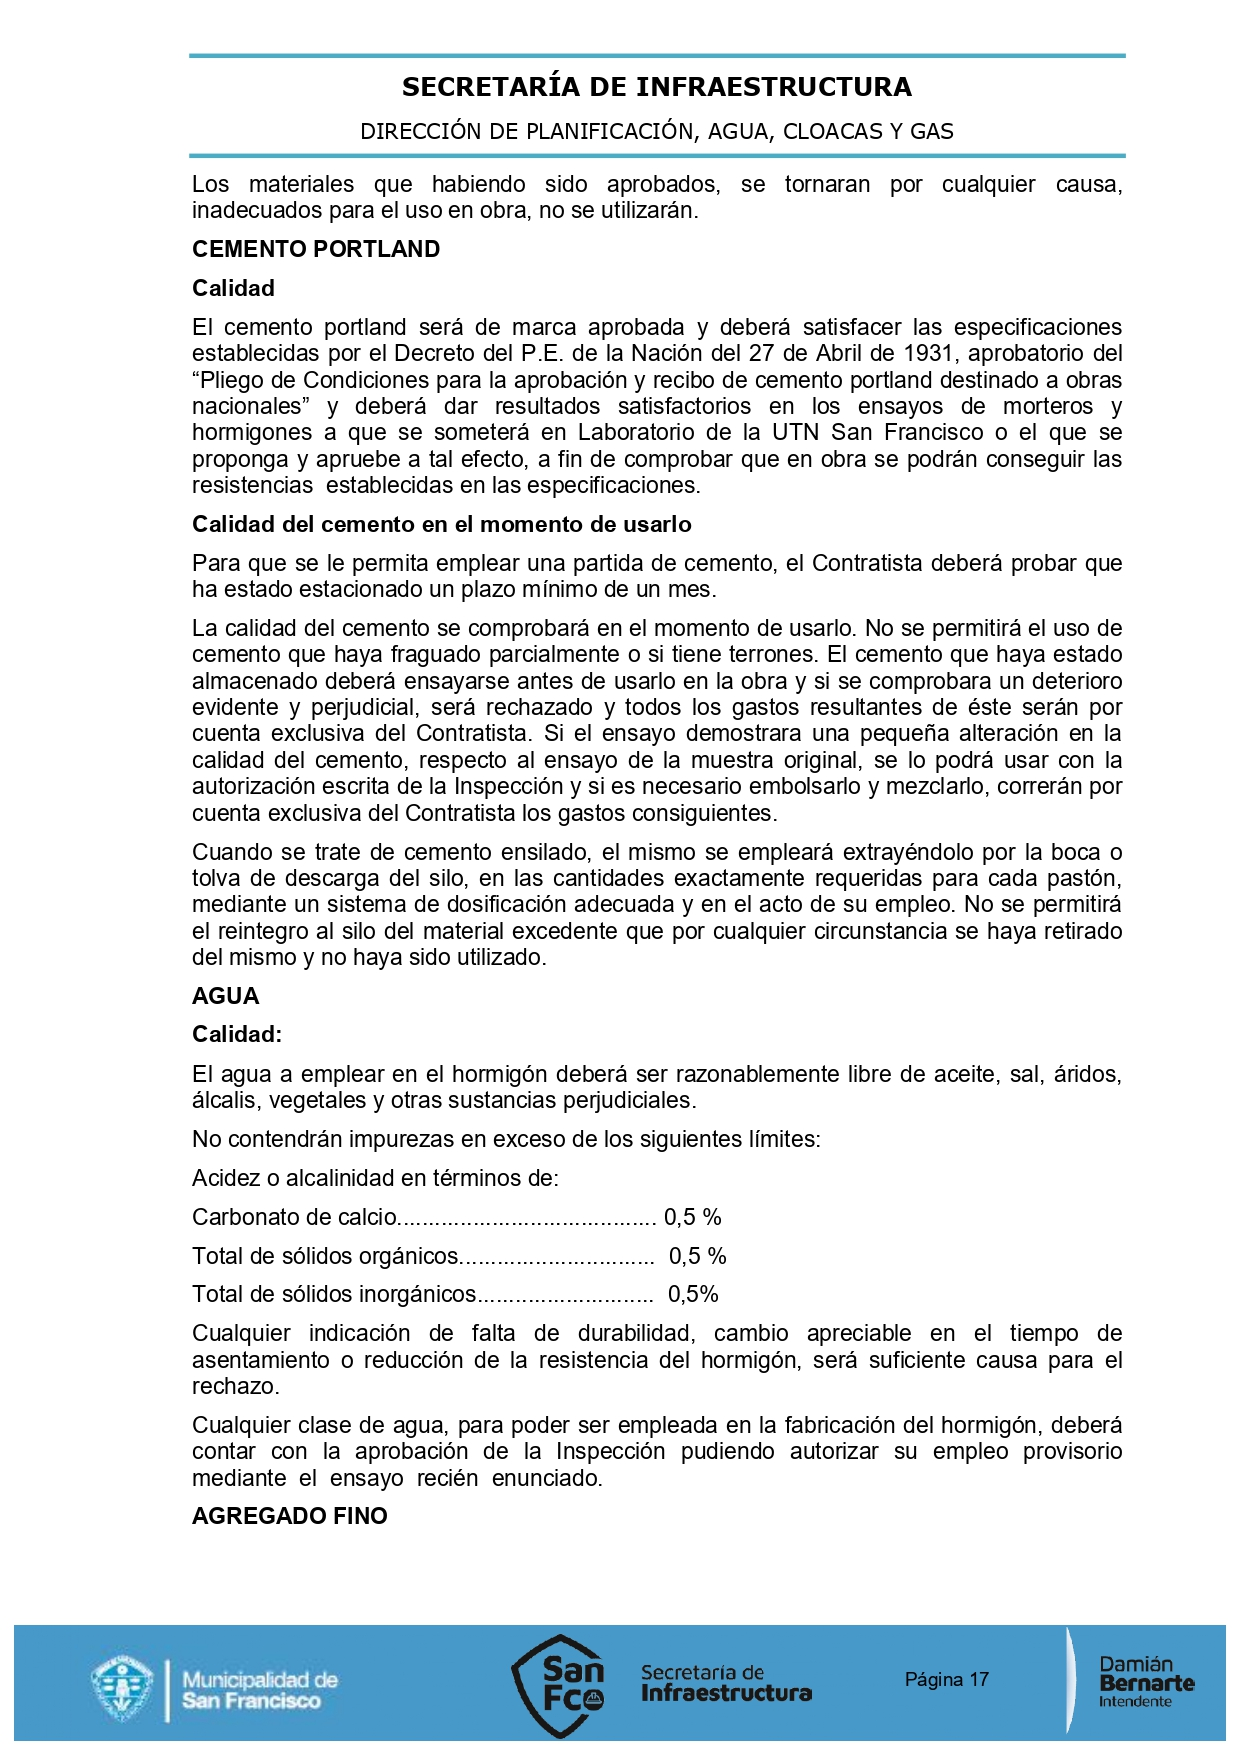 SECRETARÍA DE INFRAESTRUCTURA
DIRECCIÓN DE PLANIFICACIÓN, AGUA, CLOACAS Y GAS
Los materiales que habiendo sido aprobados, se tornaran por cualquier causa,
inadecuados para el uso en obra, no se utilizarán.
CEMENTO PORTLAND
Calidad
El cemento portland será de marca aprobada y deberá satisfacer las especificaciones
establecidas por el Decreto del P.E. de la Nación del 27 de Abril de 1931, aprobatorio del
“Pliego de Condiciones para la aprobación y recibo de cemento portland destinado a obras
nacionales” y deberá dar resultados satisfactorios en los ensayos de morteros y
hormigones a que se someterá en Laboratorio de la UTN San Francisco o el que se
proponga y apruebe a tal efecto, a fin de comprobar que en obra se podrán conseguir las
resistencias establecidas en las especificaciones.
Calidad del cemento en el momento de usarlo
Para que se le permita emplear una partida de cemento, el Contratista deberá probar que
ha estado estacionado un plazo mínimo de un mes.
La calidad del cemento se comprobará en el momento de usarlo. No se permitirá el uso de
cemento que haya fraguado parcialmente o si tiene terrones. El cemento que haya estado
almacenado deberá ensayarse antes de usarlo en la obra y si se comprobara un deterioro
evidente y perjudicial, será rechazado y todos los gastos resultantes de éste serán por
cuenta exclusiva del Contratista. Si el ensayo demostrara una pequeña alteración en la
calidad del cemento, respecto al ensayo de la muestra original, se lo podrá usar con la
autorización escrita de la Inspección y si es necesario embolsarlo y mezclarlo, correrán por
cuenta exclusiva del Contratista los gastos consiguientes.
Cuando se trate de cemento ensilado, el mismo se empleará extrayéndolo por la boca o
tolva de descarga del silo, en las cantidades exactamente requeridas para cada pastón,
mediante un sistema de dosificación adecuada y en el acto de su empleo. No se permitirá
el reintegro al silo del material excedente que por cualquier circunstancia se haya retirado
del mismo y no haya sido utilizado.
AGUA
Calidad:
El agua a emplear en el hormigón deberá ser razonablemente libre de aceite, sal, áridos,
álcalis, vegetales y otras sustancias perjudiciales.
No contendrán impurezas en exceso de los siguientes límites:
Acidez o alcalinidad en términos de:
Carbonato de calcio......................................... 0,5 %
Total de sólidos orgánicos............................... 0,5 %
Total de sólidos inorgánicos............................ 0,5%
Cualquier indicación de falta de durabilidad, cambio apreciable en el tiempo de
asentamiento o reducción de la resistencia del hormigón, será suficiente causa para el
rechazo.
Cualquier clase de agua, para poder ser empleada en la fabricación del hormigón, deberá
contar con la aprobación de la Inspección pudiendo autorizar su empleo provisorio
mediante el ensayo recién enunciado.
AGREGADO FINO
Municipalidad de
San Francisco
San
Fco
Secretaría de
Infraestructura
Página 17
Damián
Bernarte
Intendente